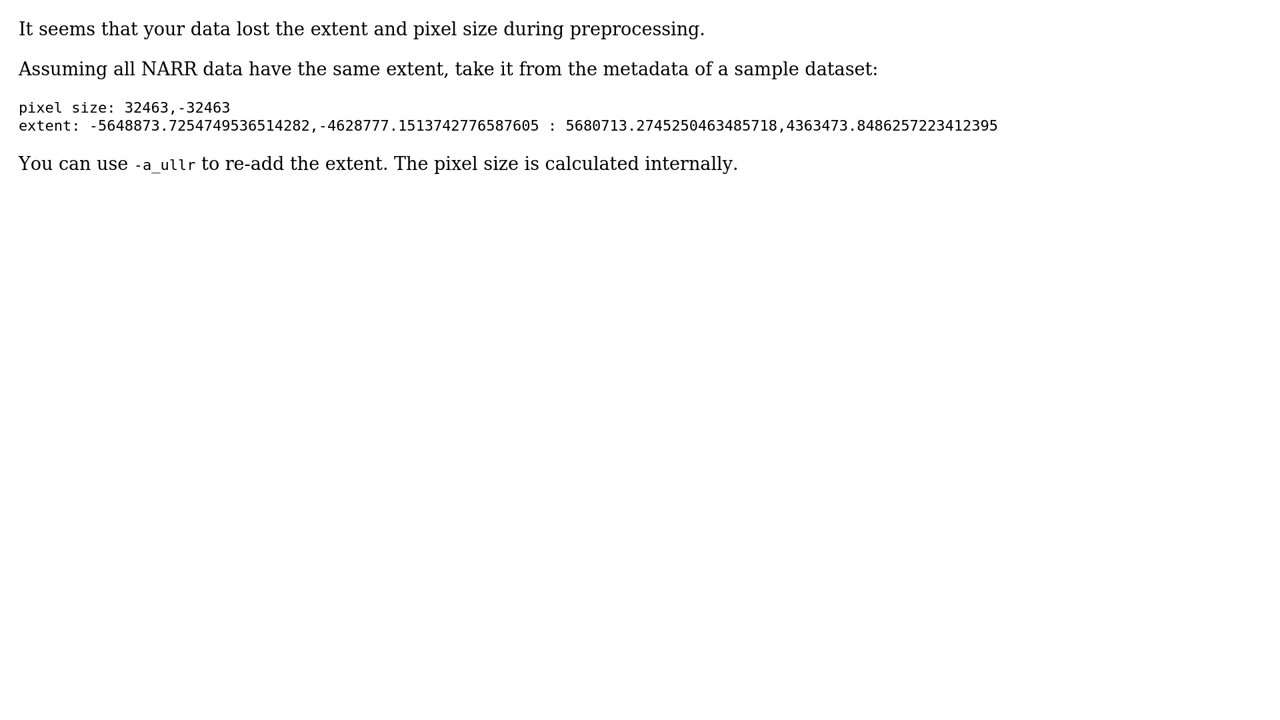 It seems that your data lost the extent and pixel size during preprocessing.
Assuming all NARR data have the same extent, take it from the metadata of a sample dataset:
pixel size: 32463,-32463
extent: -5648873.7254749536514282,-4628777.1513742776587605 : 5680713.2745250463485718,4363473.8486257223412395
You can use -a_ullr to re-add the extent. The pixel size is calculated internally.